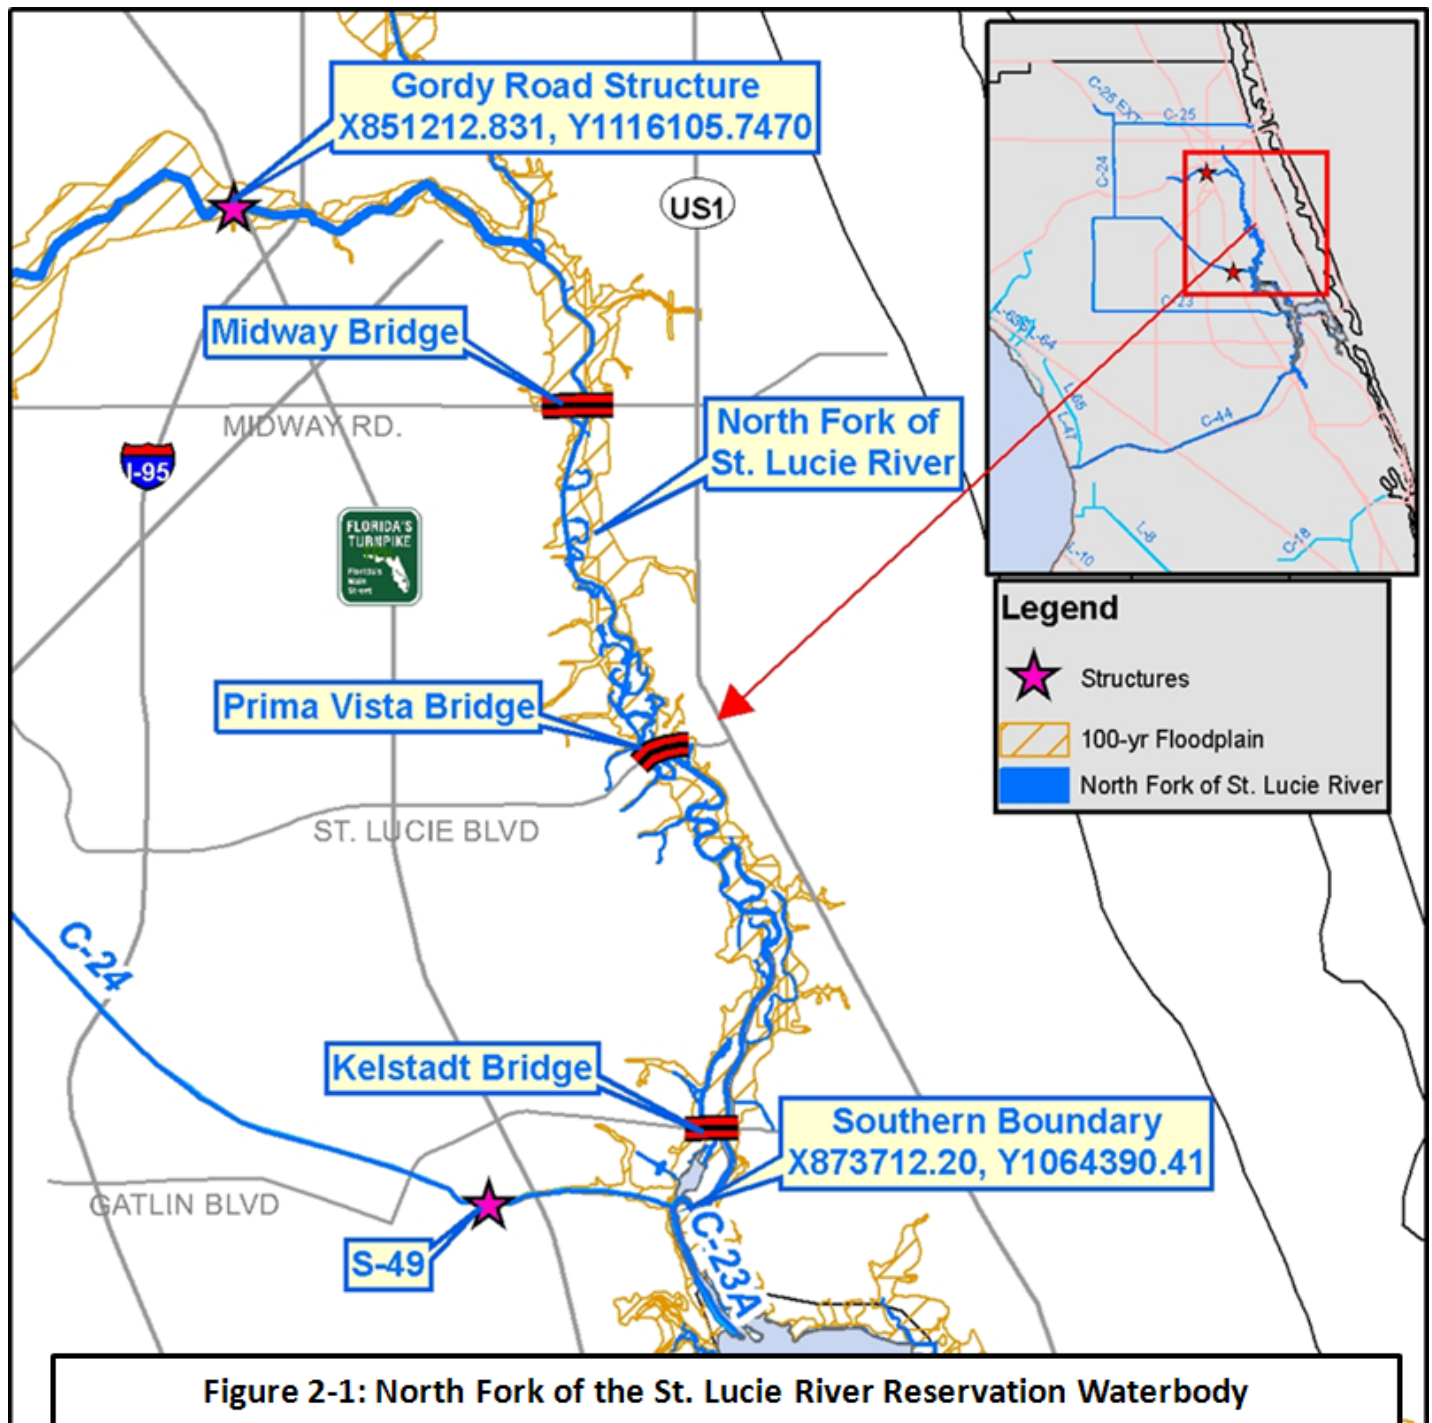 Gordy Road Structure
X851212.831, Y1116105.7470
US1
Midway Bridge
MIDWAY RD.
I-95
North Fork of
St. Lucie River
FLORIDA'S
TURNPIKE
Florida's
Main
Street
Prima Vista Bridge
ST. LUCIE BLVD
C-24
Kelstadt Bridge
Southern Boundary
X873712.20, Y1064390.41
GATLIN BLVD
S-49
C-23A
C-25 EXT
C-25
C-24
C-23
L-64
L-65
L-47
C-44
L-8
L-10
C-18
Legend
Structures
100-yr Floodplain
North Fork of St. Lucie River
Figure 2-1: North Fork of the St. Lucie River Reservation Waterbody